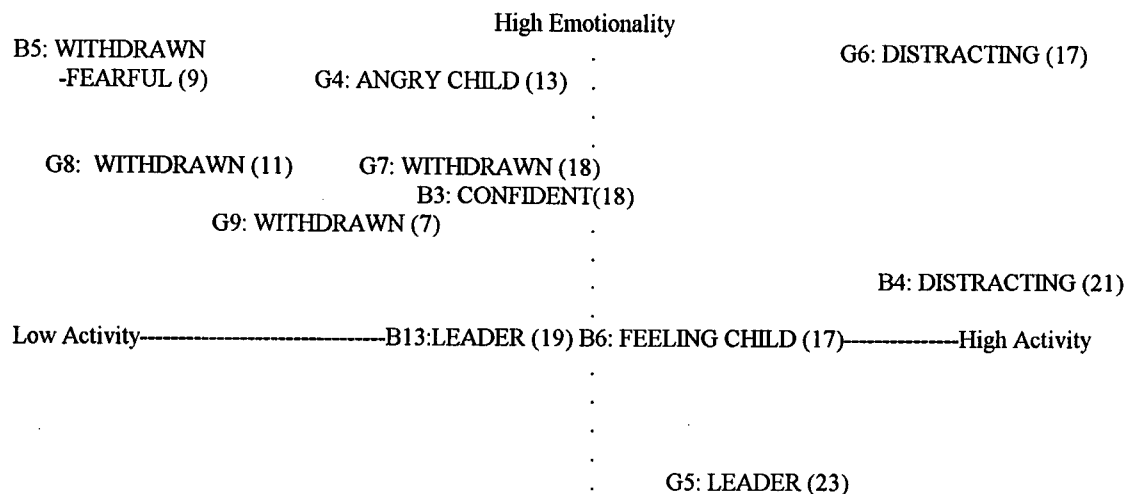 High Emotionality
B5: WITHDRAWN
G6: DISTRACTING (17)
-FEARFUL (9)
G4: ANGRY CHILD (13)
G8: WITHDRAWN (11)
G7: WITHDRAWN (18)
B3: CONFIDENT(18)
G9: WITHDRAWN (7)
B4: DISTRACTING (21)
Low Activity-------------------------------B13:LEADER (19) B6: FEELING CHILD (17)--------------High Activity
G5: LEADER (23)